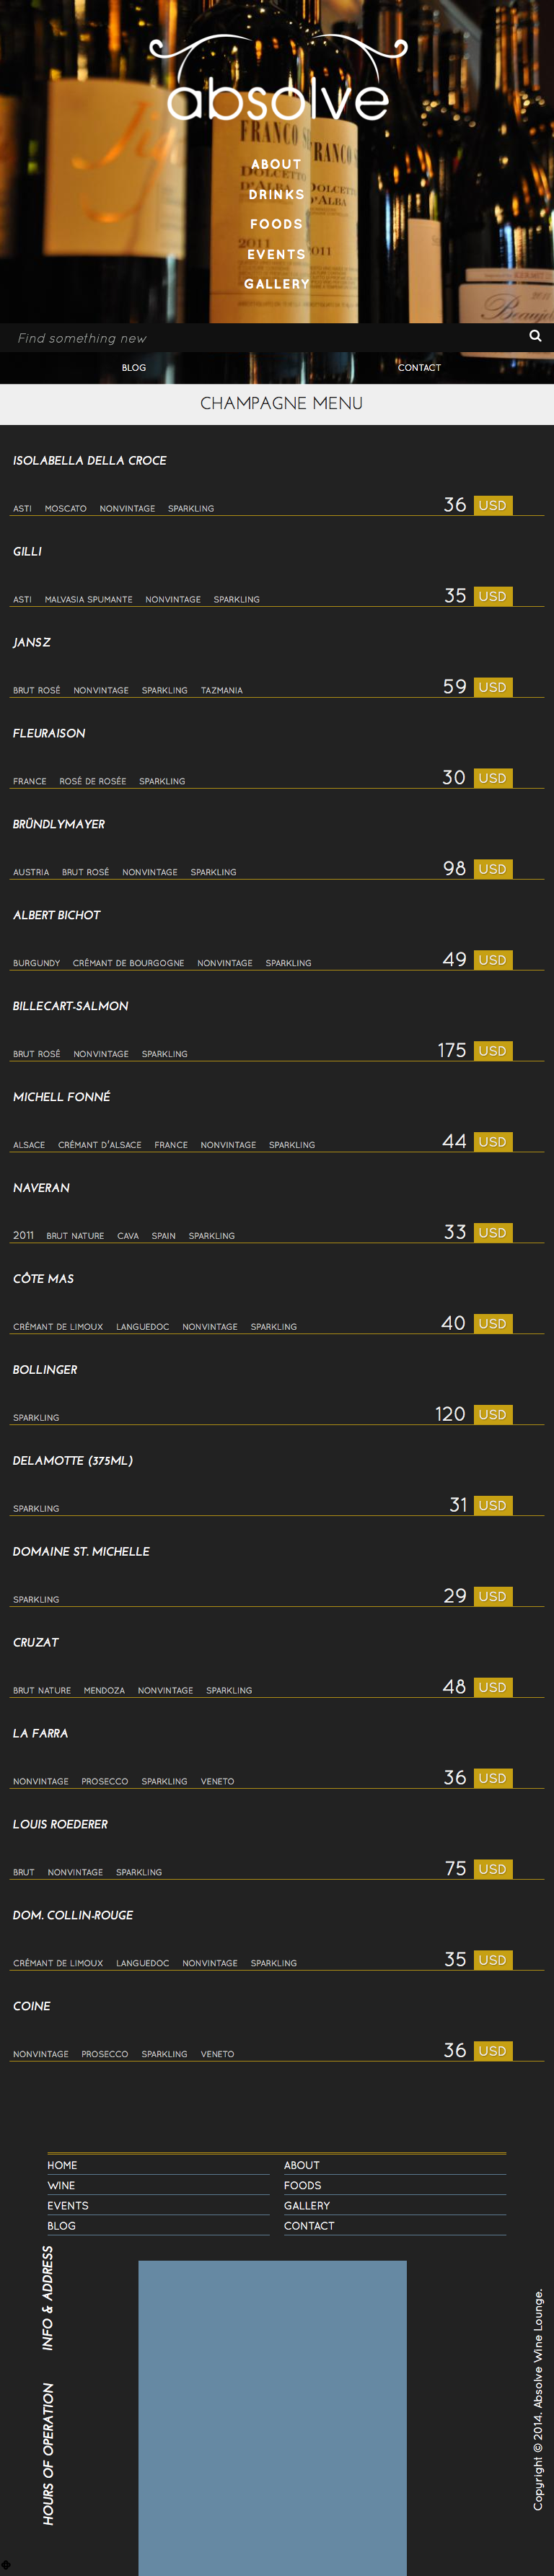 absolve
FRANCO S
FRANCO S
DOLCETTO
D'ALBA
DOLCETTO
D'ALBA
2011
2011
Beaujol
ABOUT
DRINKS
FOODS
EVENTS
GALLERY
Find something new
BLOG CONTACT
CHAMPAGNE MENU
ISOLABELLA DELLA CROCE
ASTI MOSCATO NONVINTAGE SPARKLING 36 USD
GILLI
ASTI MALVASIA SPUMANTE NONVINTAGE SPARKLING 35 USD
JANSZ
BRUT ROSÉ NONVINTAGE SPARKLING TAZMANIA 59 USD
FLEURAISON
FRANCE ROSÉ DE ROSÉE SPARKLING 30 USD
BRÜNDLYMAYER
AUSTRIA BRUT ROSÉ NONVINTAGE SPARKLING 98 USD
ALBERT BICHOT
BURGUNDY CRÉMANT DE BOURGOGNE NONVINTAGE SPARKLING 49 USD
BILLECART-SALMON
BRUT ROSÉ NONVINTAGE SPARKLING 175 USD
MICHELL FONNÉ
ALSACE CRÉMANT D'ALSACE FRANCE NONVINTAGE SPARKLING 44 USD
NAVERAN
2011 BRUT NATURE CAVA SPAIN SPARKLING 33 USD
CÔTE MAS
CRÉMANT DE LIMOUX LANGUEDOC NONVINTAGE SPARKLING 40 USD
BOLLINGER
SPARKLING 120 USD
DELAMOTTE (375ML)
SPARKLING 31 USD
DOMAINE ST. MICHELLE
SPARKLING 29 USD
CRUZAT
BRUT NATURE MENDOZA NONVINTAGE SPARKLING 48 USD
LA FARRA
NONVINTAGE PROSECCO SPARKLING VENETO 36 USD
LOUIS ROEDERER
BRUT NONVINTAGE SPARKLING 75 USD
DOM. COLLIN-ROUGE
CRÉMANT DE LIMOUX LANGUEDOC NONVINTAGE SPARKLING 35 USD
COINE
NONVINTAGE PROSECCO SPARKLING VENETO 36 USD
HOME ABOUT
WINE FOODS
EVENTS GALLERY
BLOG CONTACT
INFO & ADDRESS
HOURS OF OPERATION
Copyright © 2014. Absolve Wine Lounge.